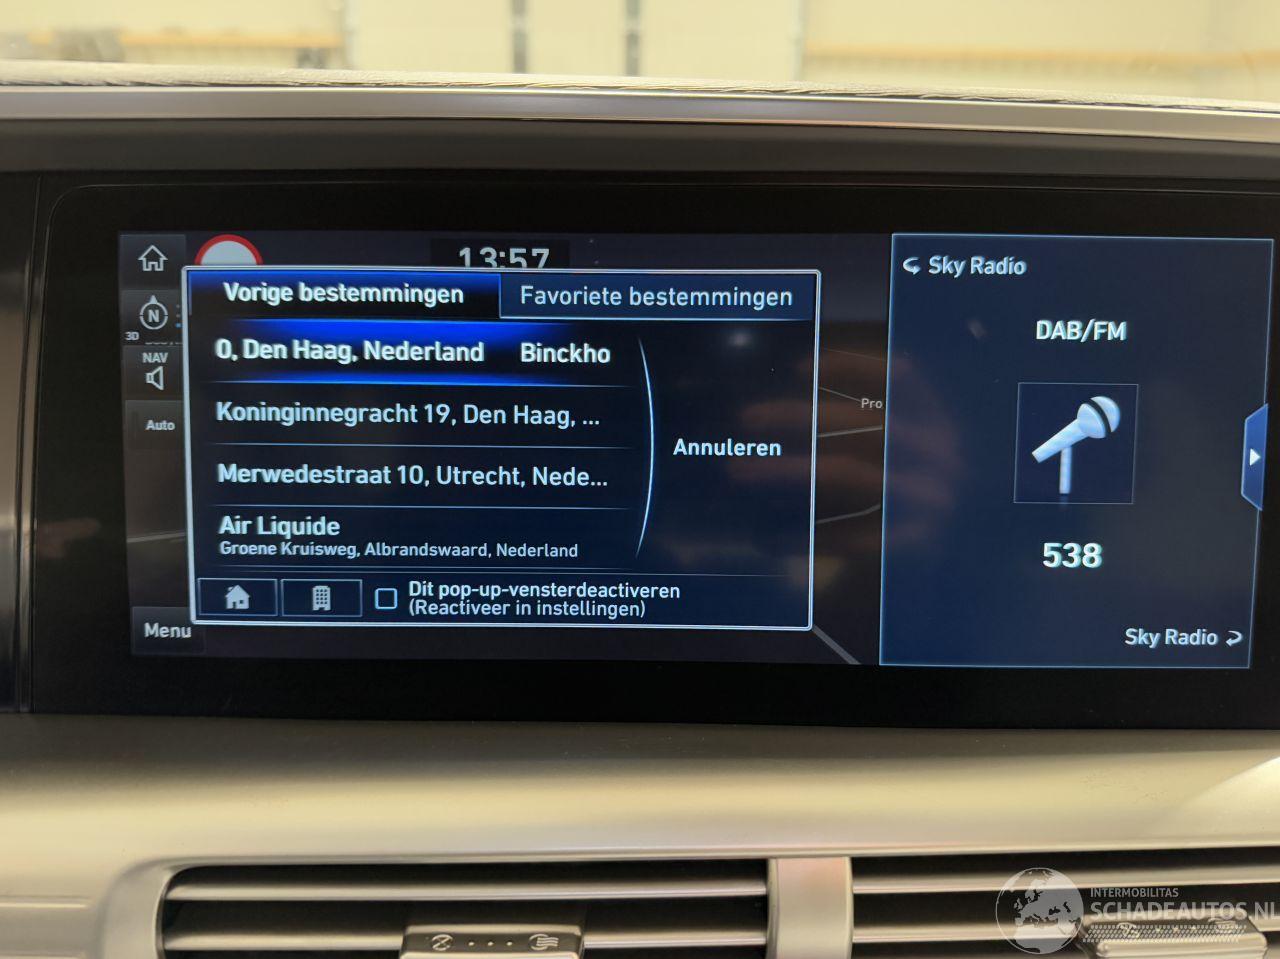 13:57
N
3D
NAV
Auto
Menu
Vorige bestemmingen
Favoriete bestemmingen
0, Den Haag, Nederland Binckho
Koninginnegracht 19, Den Haag, ...
Merwedestraat 10, Utrecht, Nede...
Air Liquide
Groene Kruisweg, Albrandswaard, Nederland
Annuleren
Dit pop-up-vensterdeactiveren
(Reactiveer in instellingen)
Pro
Sky Radio
DAB/FM
538
Sky Radio
INTERMOBILITAS
SCHADEAUTOS.NL